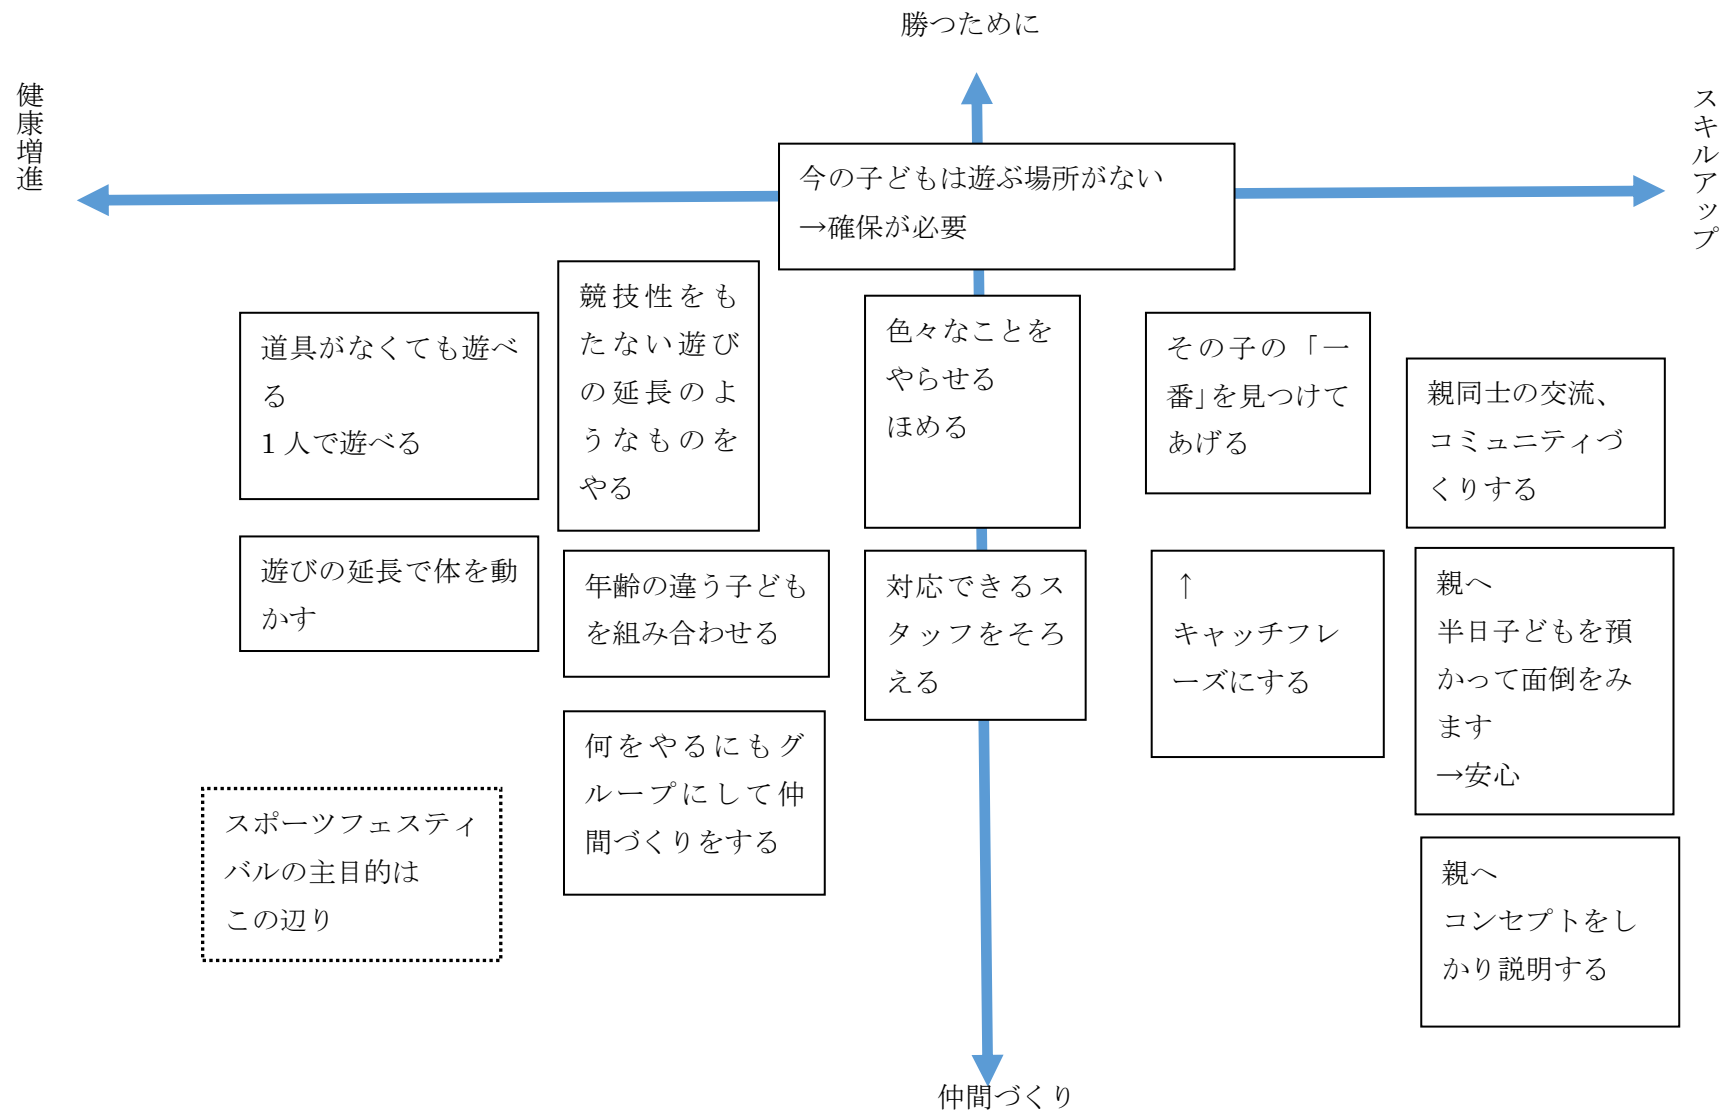 勝つために
健康増進
スキルアップ
今の子どもは遊ぶ場所がない
→確保が必要
道具がなくても遊べ
る
1人で遊べる
競技性をも
たない遊び
の延長のよ
うなものを
やる
色々なことを
やらせる
ほめる
その子の「一
番」を見つけて
あげる
親同士の交流、
コミュニティづ
くりする
遊びの延長で体を動
かす
年齢の違う子ども
を組み合わせる
対応できるス
タッフをそろ
える
↑
キャッチフレ
ーズにする
親へ
半日子どもを預
かって面倒をみ
ます
→安心
何をやるにもグ
ループにして仲
間づくりをする
スポーツフェスティ
バルの主目的は
この辺り
親へ
コンセプトをし
かり説明する
仲間づくり